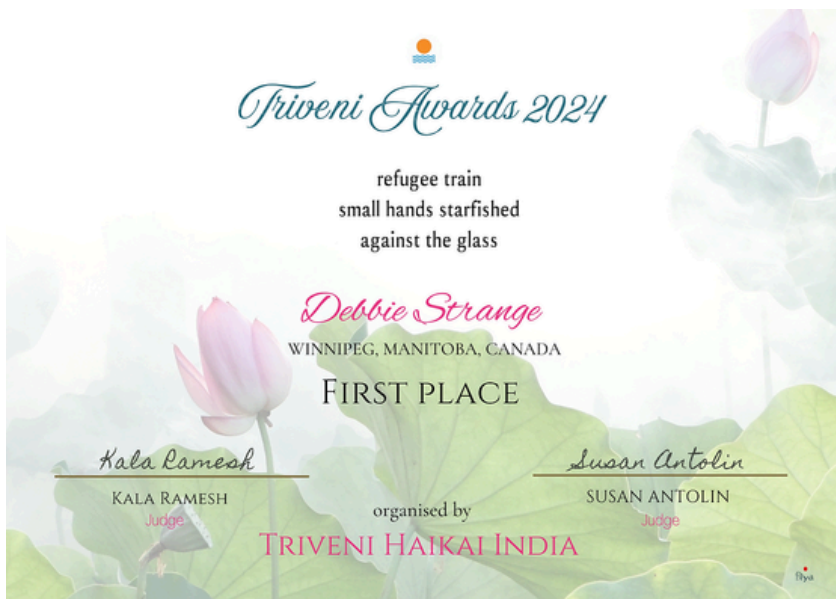 Triveni Awards 2024
refugee train
small hands starfished
against the glass
Debbie Strange
WINNIPEG, MANITOBA, CANADA
FIRST PLACE
Kala Ramesh
KALA RAMESH
Judge
Susan Antolin
SUSAN ANTOLIN
Judge
organised by
TRIVENI HAIKAI INDIA